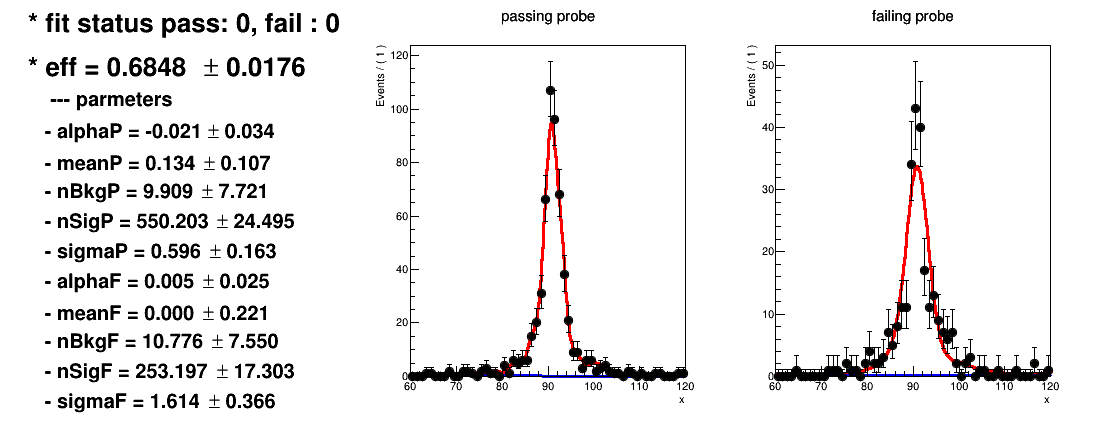 * fit status pass: 0, fail : 0
* eff = 0.6848 ± 0.0176
--- parmeters
- alphaP = -0.021 ± 0.034
- meanP = 0.134 ± 0.107
- nBkgP = 9.909 ± 7.721
- nSigP = 550.203 ± 24.495
- sigmaP = 0.596 ± 0.163
- alphaF = 0.005 ± 0.025
- meanF = 0.000 ± 0.221
- nBkgF = 10.776 ± 7.550
- nSigF = 253.197 ± 17.303
- sigmaF = 1.614 ± 0.366
passing probe
Events / ( 1 )
120
100
80
60
40
20
0
60 70 80 90 100 110 120
x
failing probe
Events / ( 1 )
50
40
30
20
10
0
60 70 80 90 100 110 120
x